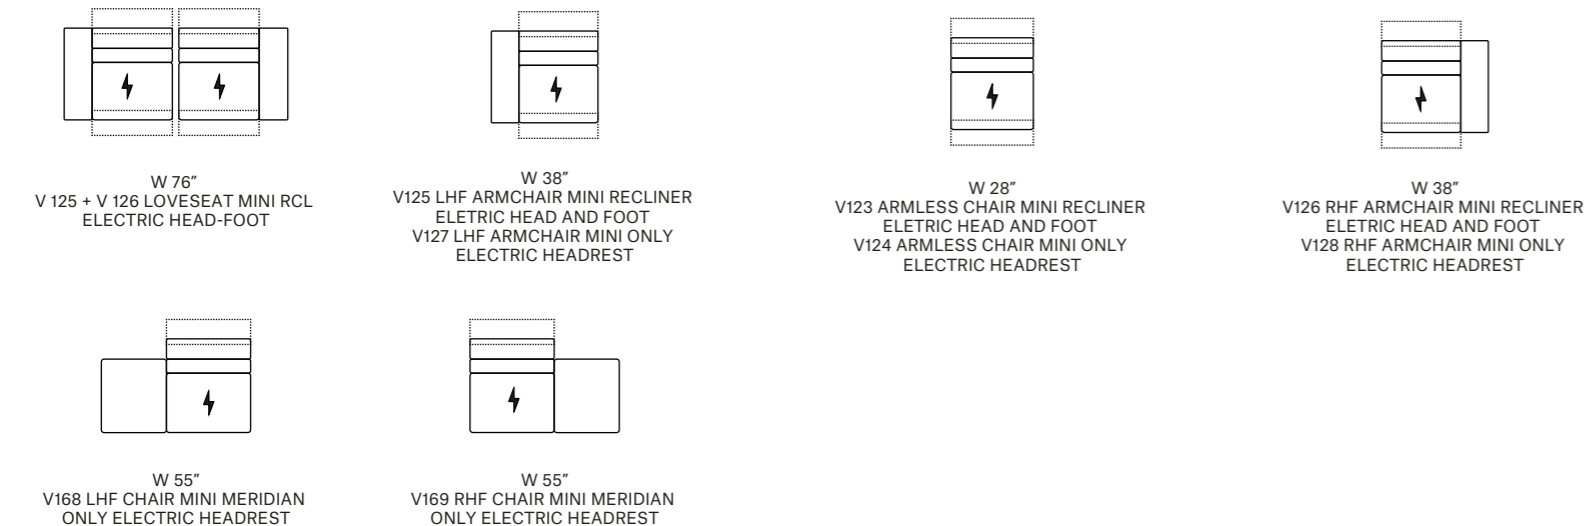 W 76″
V 125 + V 126 LOVESEAT MINI RCL
ELECTRIC HEAD-FOOT
W 38″
V125 LHF ARMCHAIR MINI RECLINER
ELETRIC HEAD AND FOOT
V127 LHF ARMCHAIR MINI ONLY
ELECTRIC HEADREST
W 28″
V123 ARMLESS CHAIR MINI RECLINER
ELETRIC HEAD AND FOOT
V124 ARMLESS CHAIR MINI ONLY
ELECTRIC HEADREST
W 38″
V126 RHF ARMCHAIR MINI RECLINER
ELETRIC HEAD AND FOOT
V128 RHF ARMCHAIR MINI ONLY
ELECTRIC HEADREST
W 55″
V168 LHF CHAIR MINI MERIDIAN
ONLY ELECTRIC HEADREST
W 55″
V169 RHF CHAIR MINI MERIDIAN
ONLY ELECTRIC HEADREST